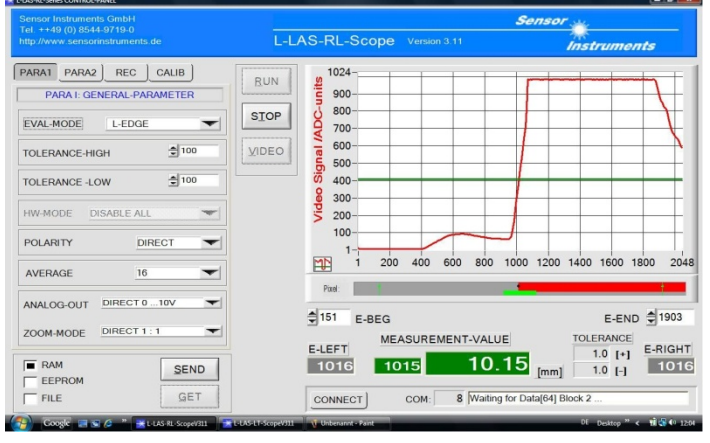 L-LAS-RL-Series CONTROL-PANEL
Sensor Instruments GmbH
Tel. ++49 (0) 8544-9719-0
http://www.sensorinstruments.de
L-LAS-RL-Scope Version 3.11
Sensor
Instruments
PARA1 PARA2 REC CALIB
PARA I: GENERAL-PARAMETER
EVAL-MODE L-EDGE
TOLERANCE-HIGH 100
TOLERANCE -LOW 100
HW-MODE DISABLE ALL
POLARITY DIRECT
AVERAGE 16
ANALOG-OUT DIRECT 0 ...10V
ZOOM-MODE DIRECT 1 : 1
RAM
EEPROM
FILE
SEND
GET
RUN
STOP
VIDEO
Video Signal /ADC-units
1024
900
800
700
600
500
400
300
200
100
1
1 200 400 600 800 1000 1200 1400 1600 1800 2048
Pixel:
151 E-BEG
E-END 1903
E-LEFT
1016
MEASUREMENT-VALUE
1015 10.15 [mm]
TOLERANCE
1.0 [+]
1.0 [-]
E-RIGHT
1016
CONNECT COM: 8 Waiting for Data[64] Block 2 ...
Google " L-LAS-RL-ScopeV311 L-LAS-LT-ScopeV311 Unbenannt - Paint DE Desktop " < 12:04